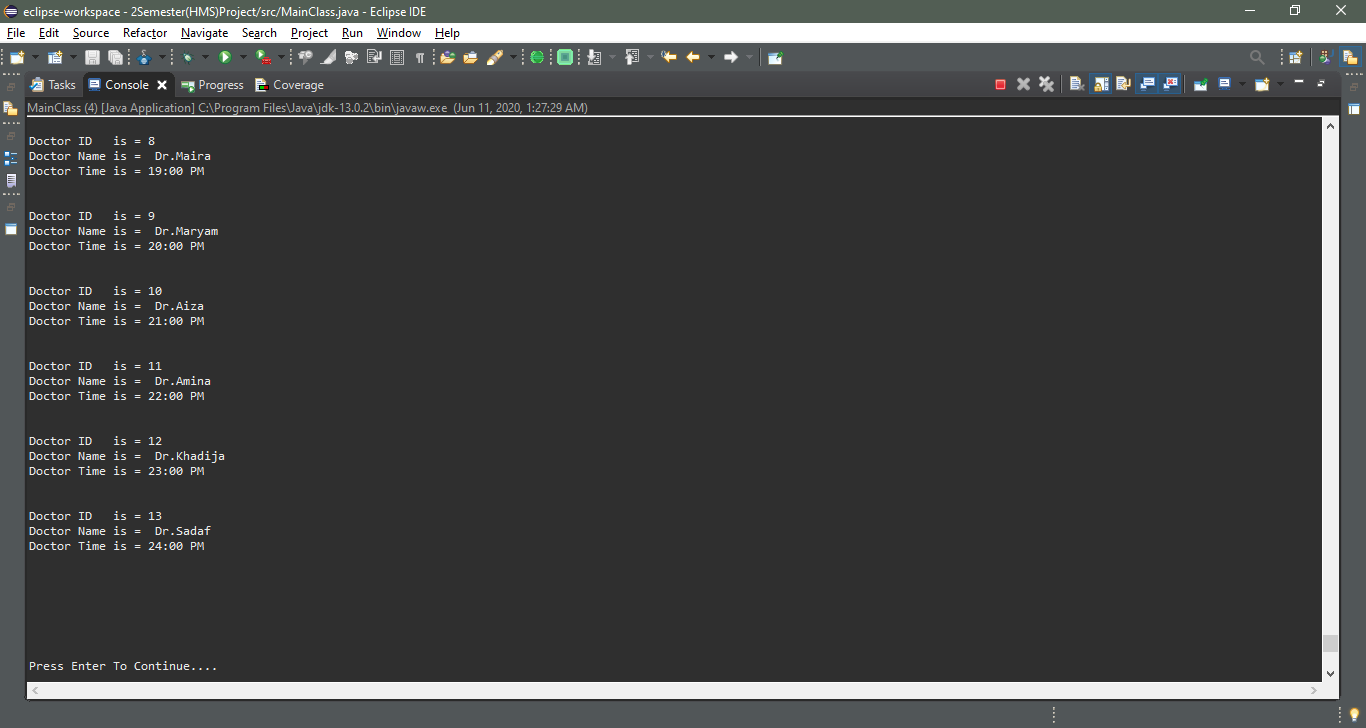 eclipse-workspace - 2Semester(HMS)Project/src/MainClass.java - Eclipse IDE
File Edit Source Refactor Navigate Search Project Run Window Help
Tasks Console Progress Coverage
MainClass (4) [Java Application] C:\Program Files\Java\jdk-13.0.2\bin\javaw.exe (Jun 11, 2020, 1:27:29 AM)
Doctor ID   is = 8
Doctor Name is =  Dr.Maira
Doctor Time is = 19:00 PM
Doctor ID   is = 9
Doctor Name is =  Dr.Maryam
Doctor Time is = 20:00 PM
Doctor ID   is = 10
Doctor Name is =  Dr.Aiza
Doctor Time is = 21:00 PM
Doctor ID   is = 11
Doctor Name is =  Dr.Amina
Doctor Time is = 22:00 PM
Doctor ID   is = 12
Doctor Name is =  Dr.Khadija
Doctor Time is = 23:00 PM
Doctor ID   is = 13
Doctor Name is =  Dr.Sadaf
Doctor Time is = 24:00 PM
Press Enter To Continue....